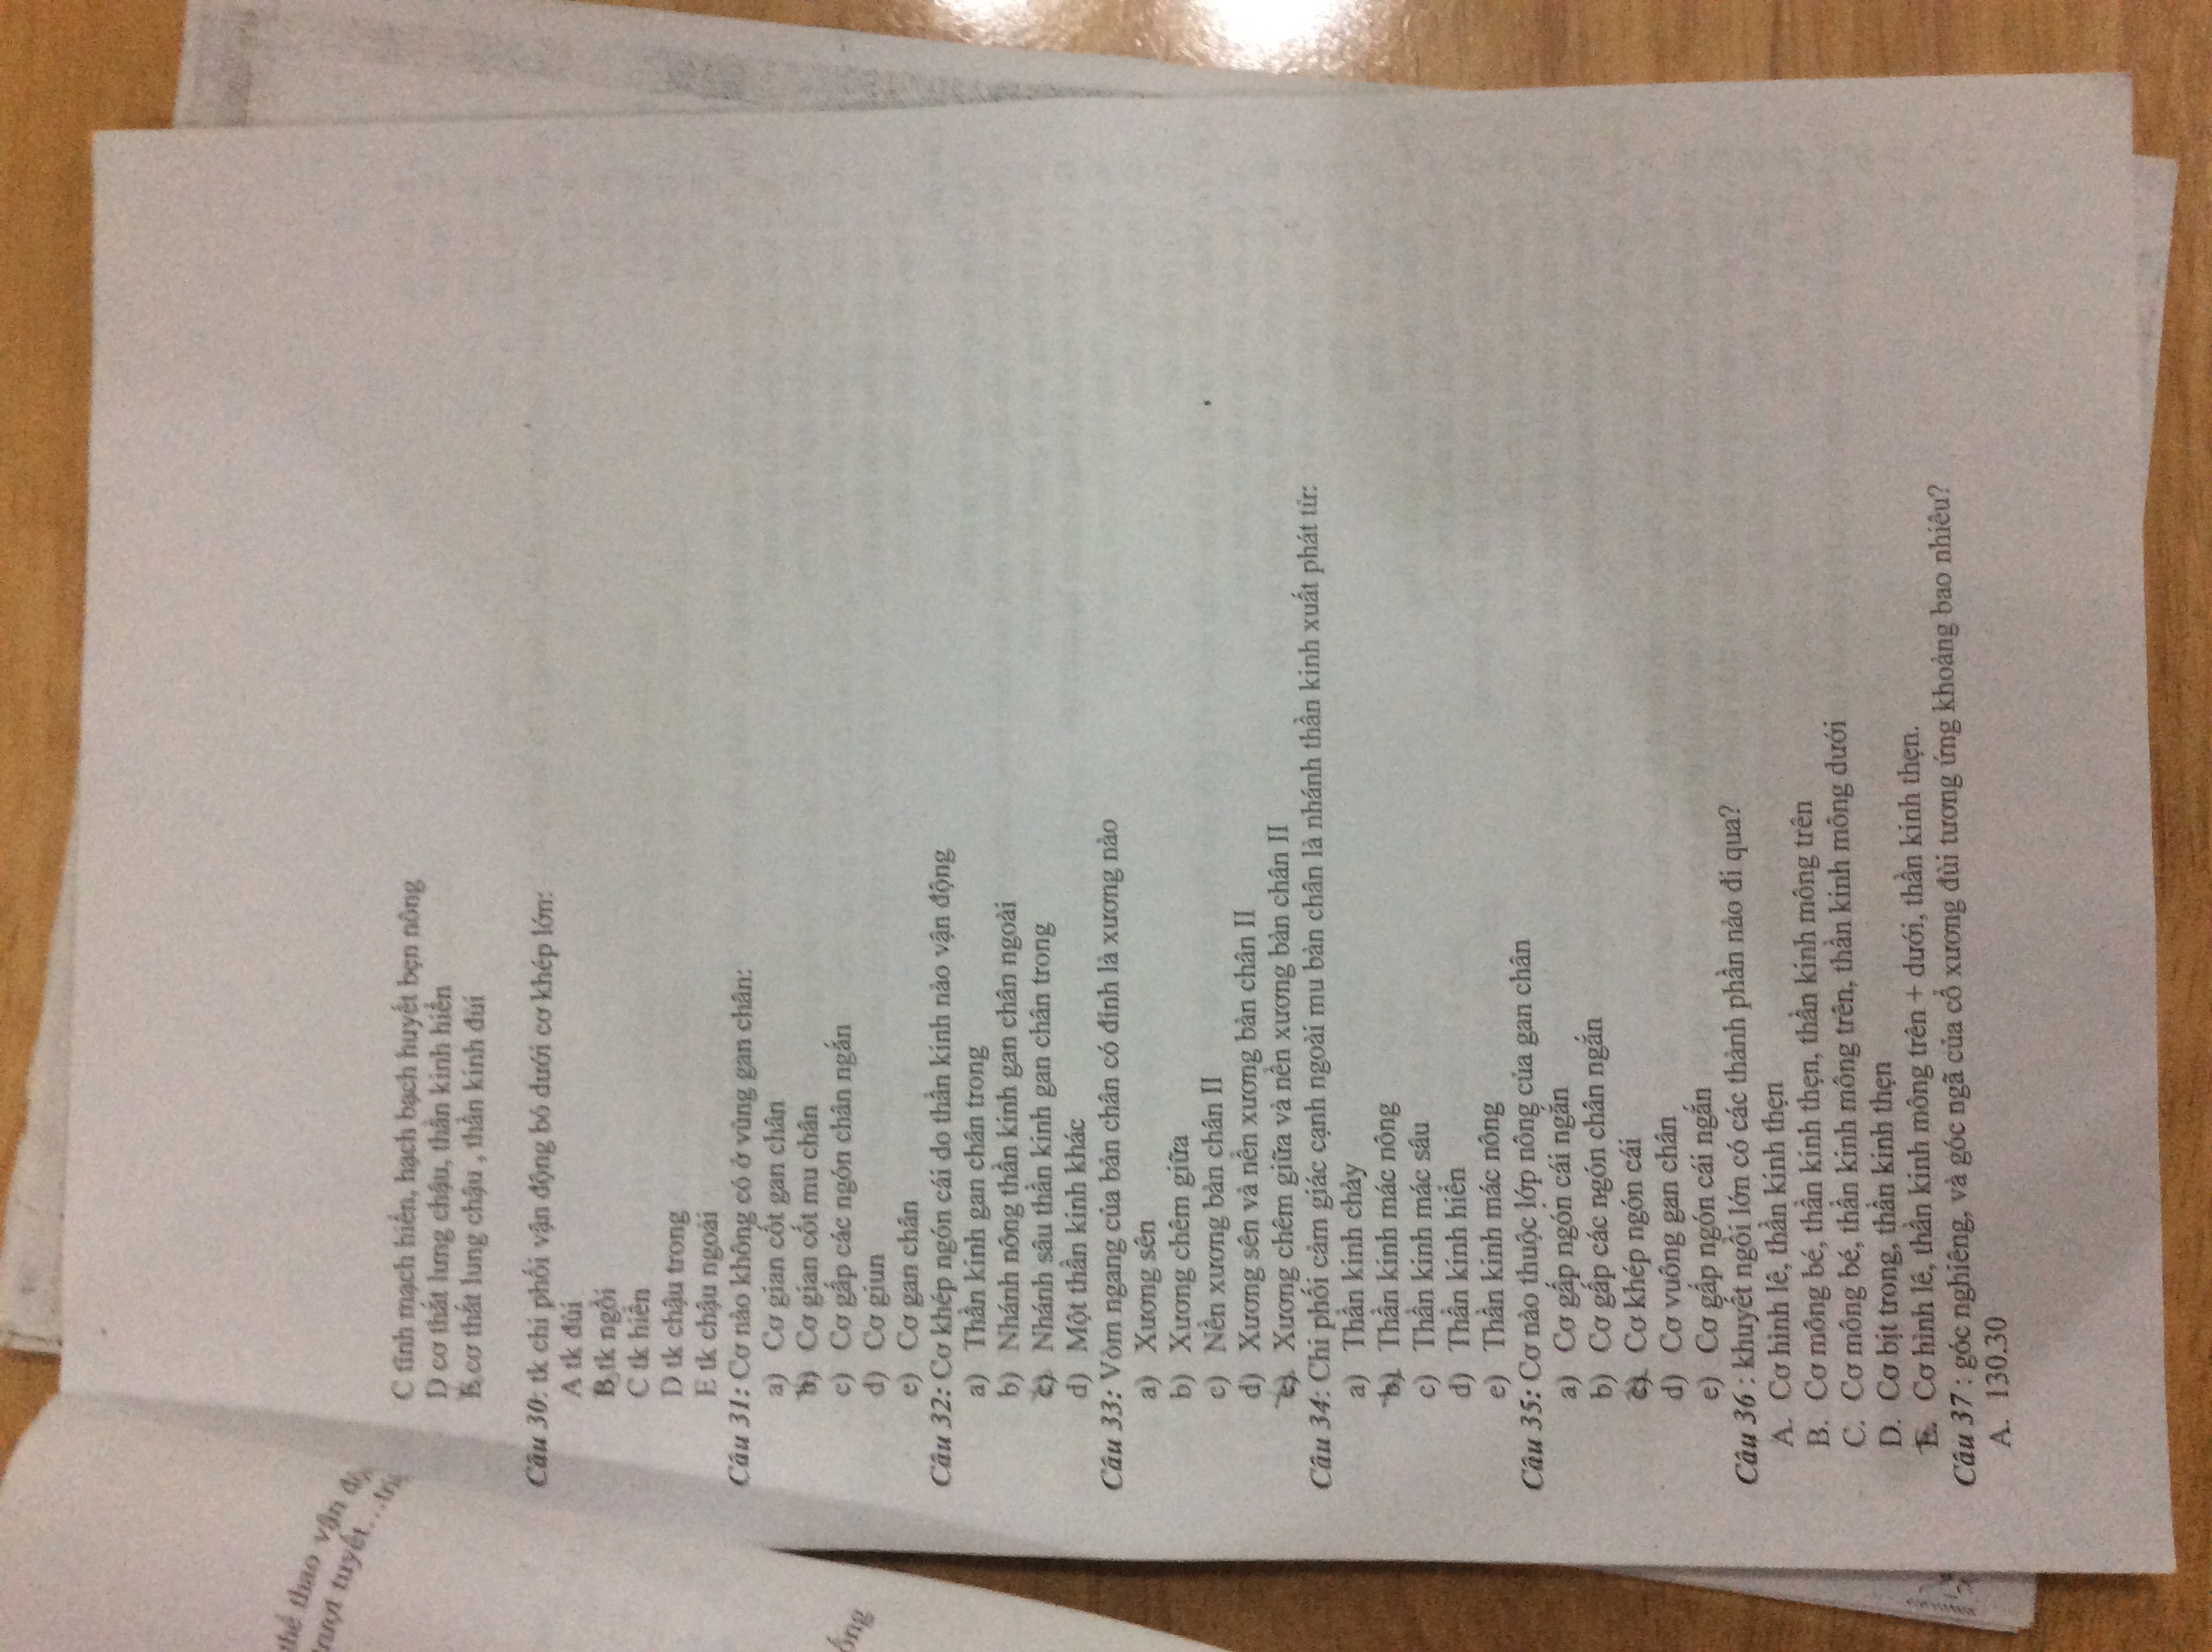 thể thao vận
trượt tuyết...
ống
C tĩnh mạch hiển, hạch bạch huyết bẹn nông
D cơ thắt lưng chậu, thần kinh hiển
E cơ thắt lung chậu , thần kinh đùi
Câu 30: tk chi phối vận động bó dưới cơ khép lớn:
A tk đùi
B tk ngồi
C tk hiển
D tk chậu trong
E tk chậu ngoài
Câu 31: Cơ nào không có ở vùng gan chân:
a) Cơ gian cốt gan chân
b) Cơ gian cốt mu chân
c) Cơ gấp các ngón chân ngắn
d) Cơ giun
e) Cơ gan chân
Câu 32: Cơ khép ngón cái do thần kinh nào vận động
a) Thần kinh gan chân trong
b) Nhánh nông thần kinh gan chân ngoài
c) Nhánh sâu thần kinh gan chân trong
d) Một thần kinh khác
Câu 33: Vòm ngang của bàn chân có đỉnh là xương nào
a) Xương sên
b) Xương chêm giữa
c) Nền xương bàn chân II
d) Xương sên và nền xương bàn chân II
e) Xương chêm giữa và nền xương bàn chân II
Câu 34: Chi phối cảm giác cạnh ngoài mu bàn chân là nhánh thần kinh xuất phát từ:
a) Thần kinh chày
b) Thần kinh mác nông
c) Thần kinh mác sâu
d) Thần kinh hiển
e) Thần kinh mác nông
Câu 35: Cơ nào thuộc lớp nông của gan chân
a) Cơ gấp ngón cái ngắn
b) Cơ gấp các ngón chân ngắn
c) Cơ khép ngón cái
d) Cơ vuông gan chân
e) Cơ gấp ngón cái ngắn
Câu 36 : khuyết ngồi lớn có các thành phần nào đi qua?
A. Cơ hình lê, thần kinh thẹn
B. Cơ mông bé, thần kinh thẹn, thần kinh mông trên
C. Cơ mông bé, thần kinh mông trên, thần kinh mông dưới
D. Cơ bịt trong, thần kinh thẹn
E. Cơ hình lê, thần kinh mông trên + dưới, thần kinh thẹn.
Câu 37 : góc nghiêng, và góc ngã của cổ xương đùi tương ứng khoảng bao nhiêu?
A. 130.30